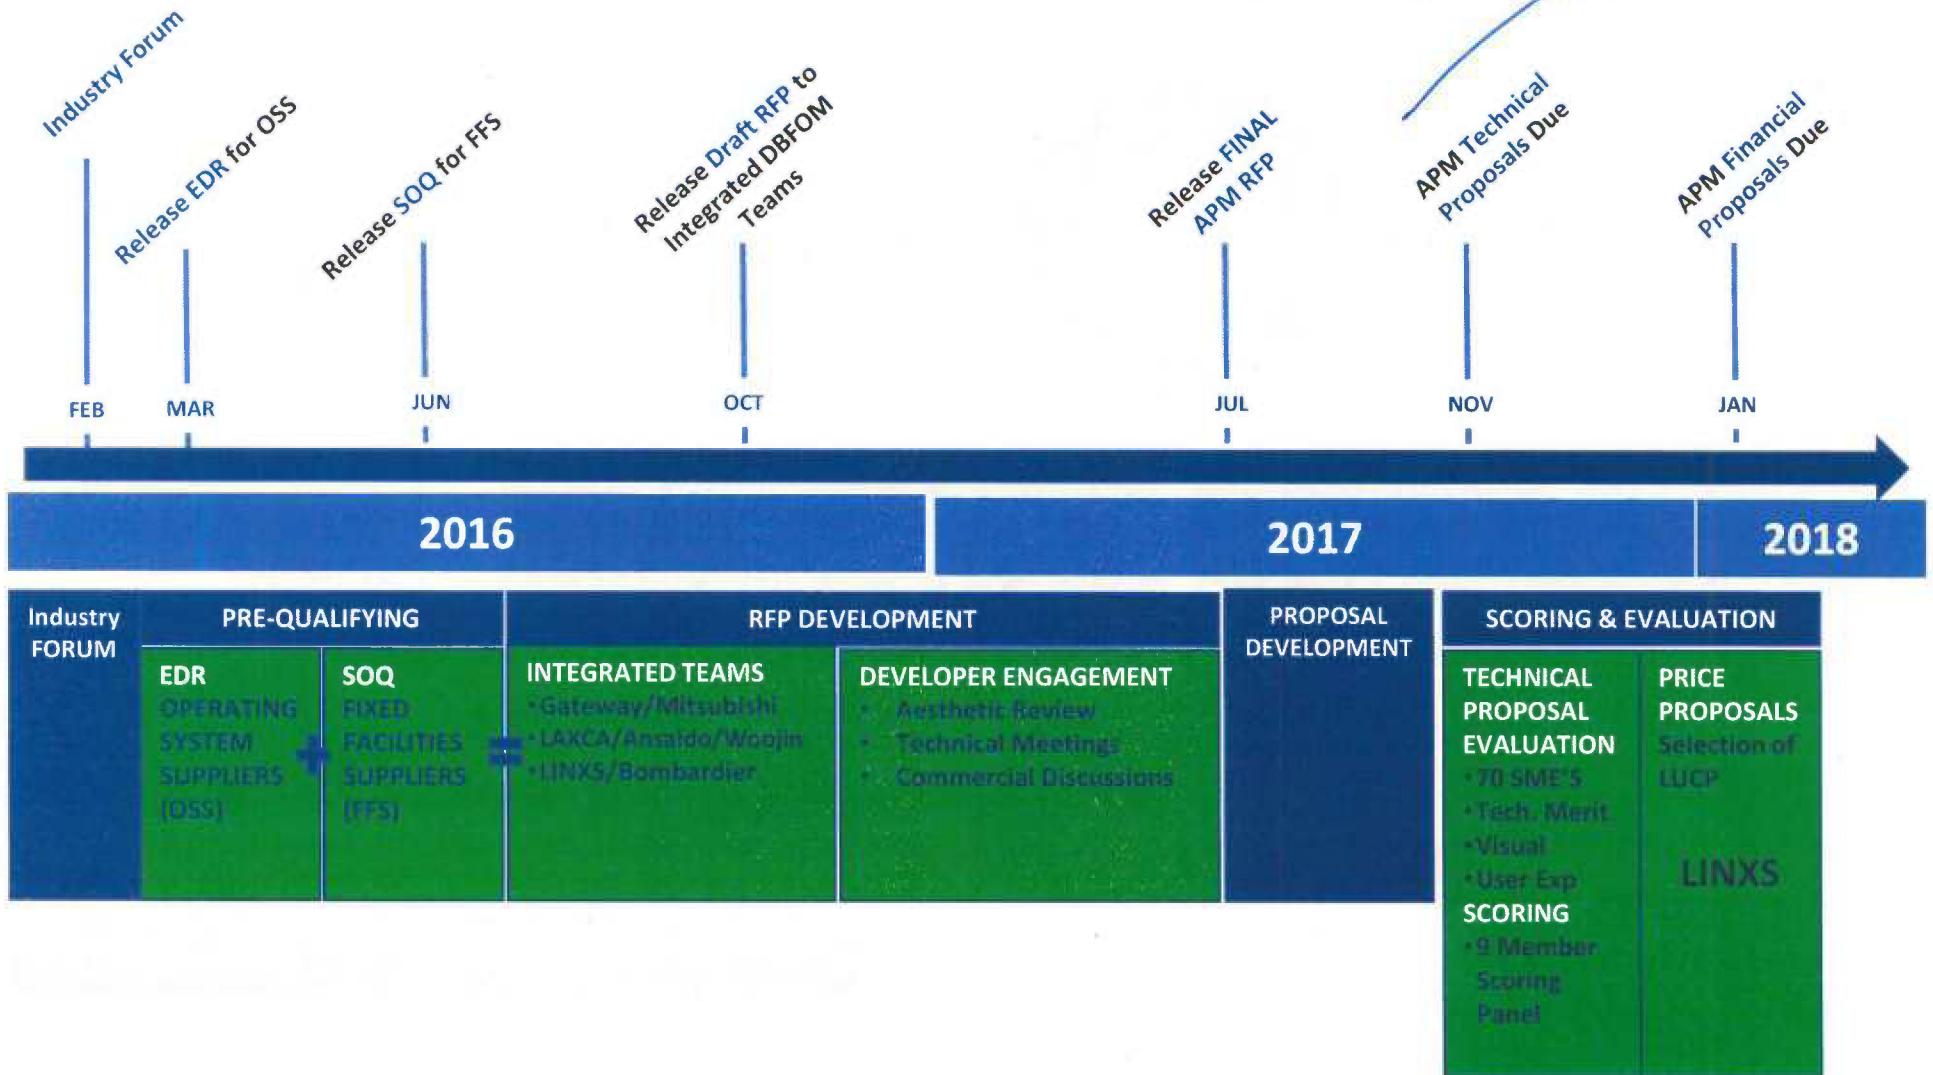 Industry Forum
Release EDR for OSS
Release SOQ for FFS
Release Draft RFP to
Integrated DBFOM
Teams
Release FINAL
APM RFP
APM Technical
Proposals Due
APM Financial
Proposals Due
FEB
MAR
JUN
OCT
JUL
NOV
JAN
2016
2017
2018
Industry
FORUM
PRE-QUALIFYING
EDR
OPERATING
SYSTEM
SUPPLIERS
(OSS)
+
SOQ
FIXED
FACILITIES
SUPPLIERS
(FFS)
=
RFP DEVELOPMENT
INTEGRATED TEAMS
•Gateway/Mitsubishi
•LAXCA/Ansaldo/Woojin
•LINXS/Bombardier
DEVELOPER ENGAGEMENT
• Aesthetic Review
• Technical Meetings
• Commercial Discussions
PROPOSAL
DEVELOPMENT
SCORING & EVALUATION
TECHNICAL
PROPOSAL
EVALUATION
•70 SME'S
•Tech. Merit
•Visual
•User Exp
SCORING
•9 Member
Scoring
Panel
PRICE
PROPOSALS
Selection of
LUCP
LINXS